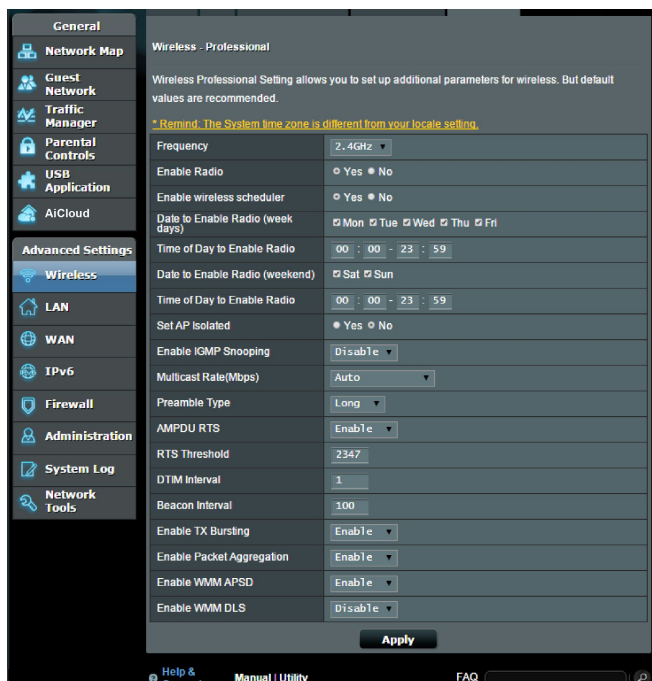 General
Network Map
Guest
Network
Traffic
Manager
Parental
Controls
USB
Application
AiCloud
Advanced Settings
Wireless
LAN
WAN
IPv6
Firewall
Administration
System Log
Network
Tools
Wireless - Professional
Wireless Professional Setting allows you to set up additional parameters for wireless. But default
values are recommended.
* Remind: The System time zone is different from your locale setting.
Frequency 2.4GHz
Enable Radio Yes No
Enable wireless scheduler Yes No
Date to Enable Radio (week
days) Mon Tue Wed Thu Fri
Time of Day to Enable Radio 00 : 00 - 23 : 59
Date to Enable Radio (weekend) Sat Sun
Time of Day to Enable Radio 00 : 00 - 23 : 59
Set AP Isolated Yes No
Enable IGMP Snooping Disable
Multicast Rate(Mbps) Auto
Preamble Type Long
AMPDU RTS Enable
RTS Threshold 2347
DTIM Interval 1
Beacon Interval 100
Enable TX Bursting Enable
Enable Packet Aggregation Enable
Enable WMM APSD Enable
Enable WMM DLS Disable
Apply
Help &
Manual | Utility
FAQ